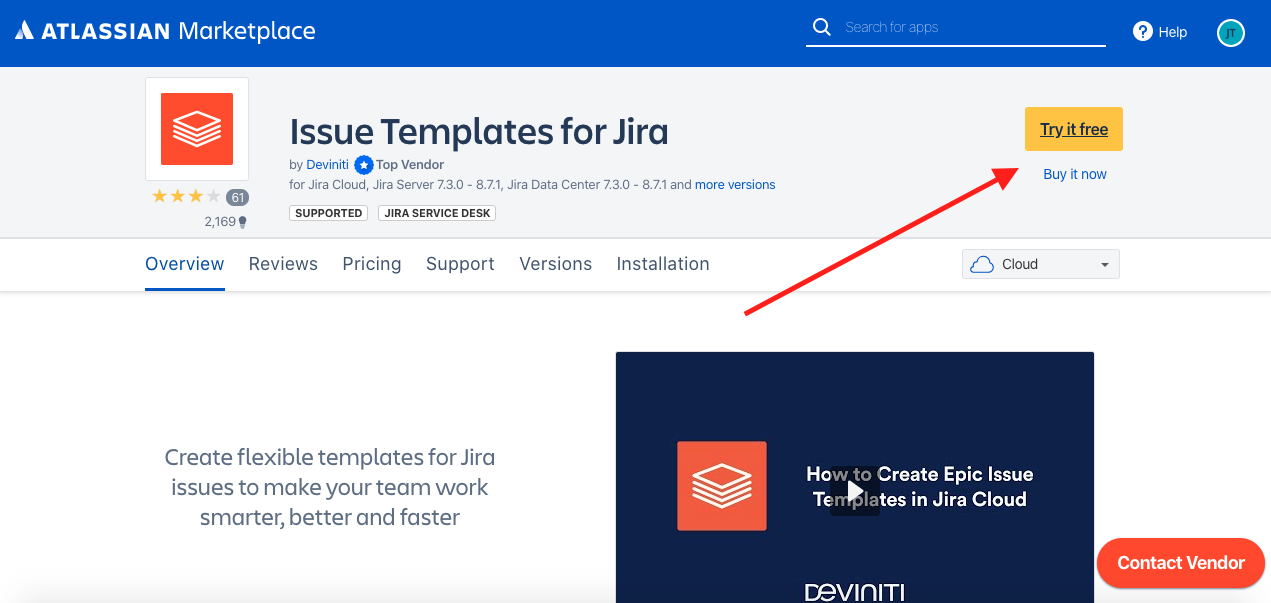 ATLASSIAN Marketplace
Search for apps
? Help
JT
Issue Templates for Jira
Try it free
by Deviniti Top Vendor
Buy it now
for Jira Cloud, Jira Server 7.3.0 - 8.7.1, Jira Data Center 7.3.0 - 8.7.1 and more versions
61
2,169
SUPPORTED JIRA SERVICE DESK
Overview Reviews Pricing Support Versions Installation
Cloud
Create flexible templates for Jira
issues to make your team work
smarter, better and faster
How to Create Epic Issue
Templates in Jira Cloud
DEVINITI
Contact Vendor